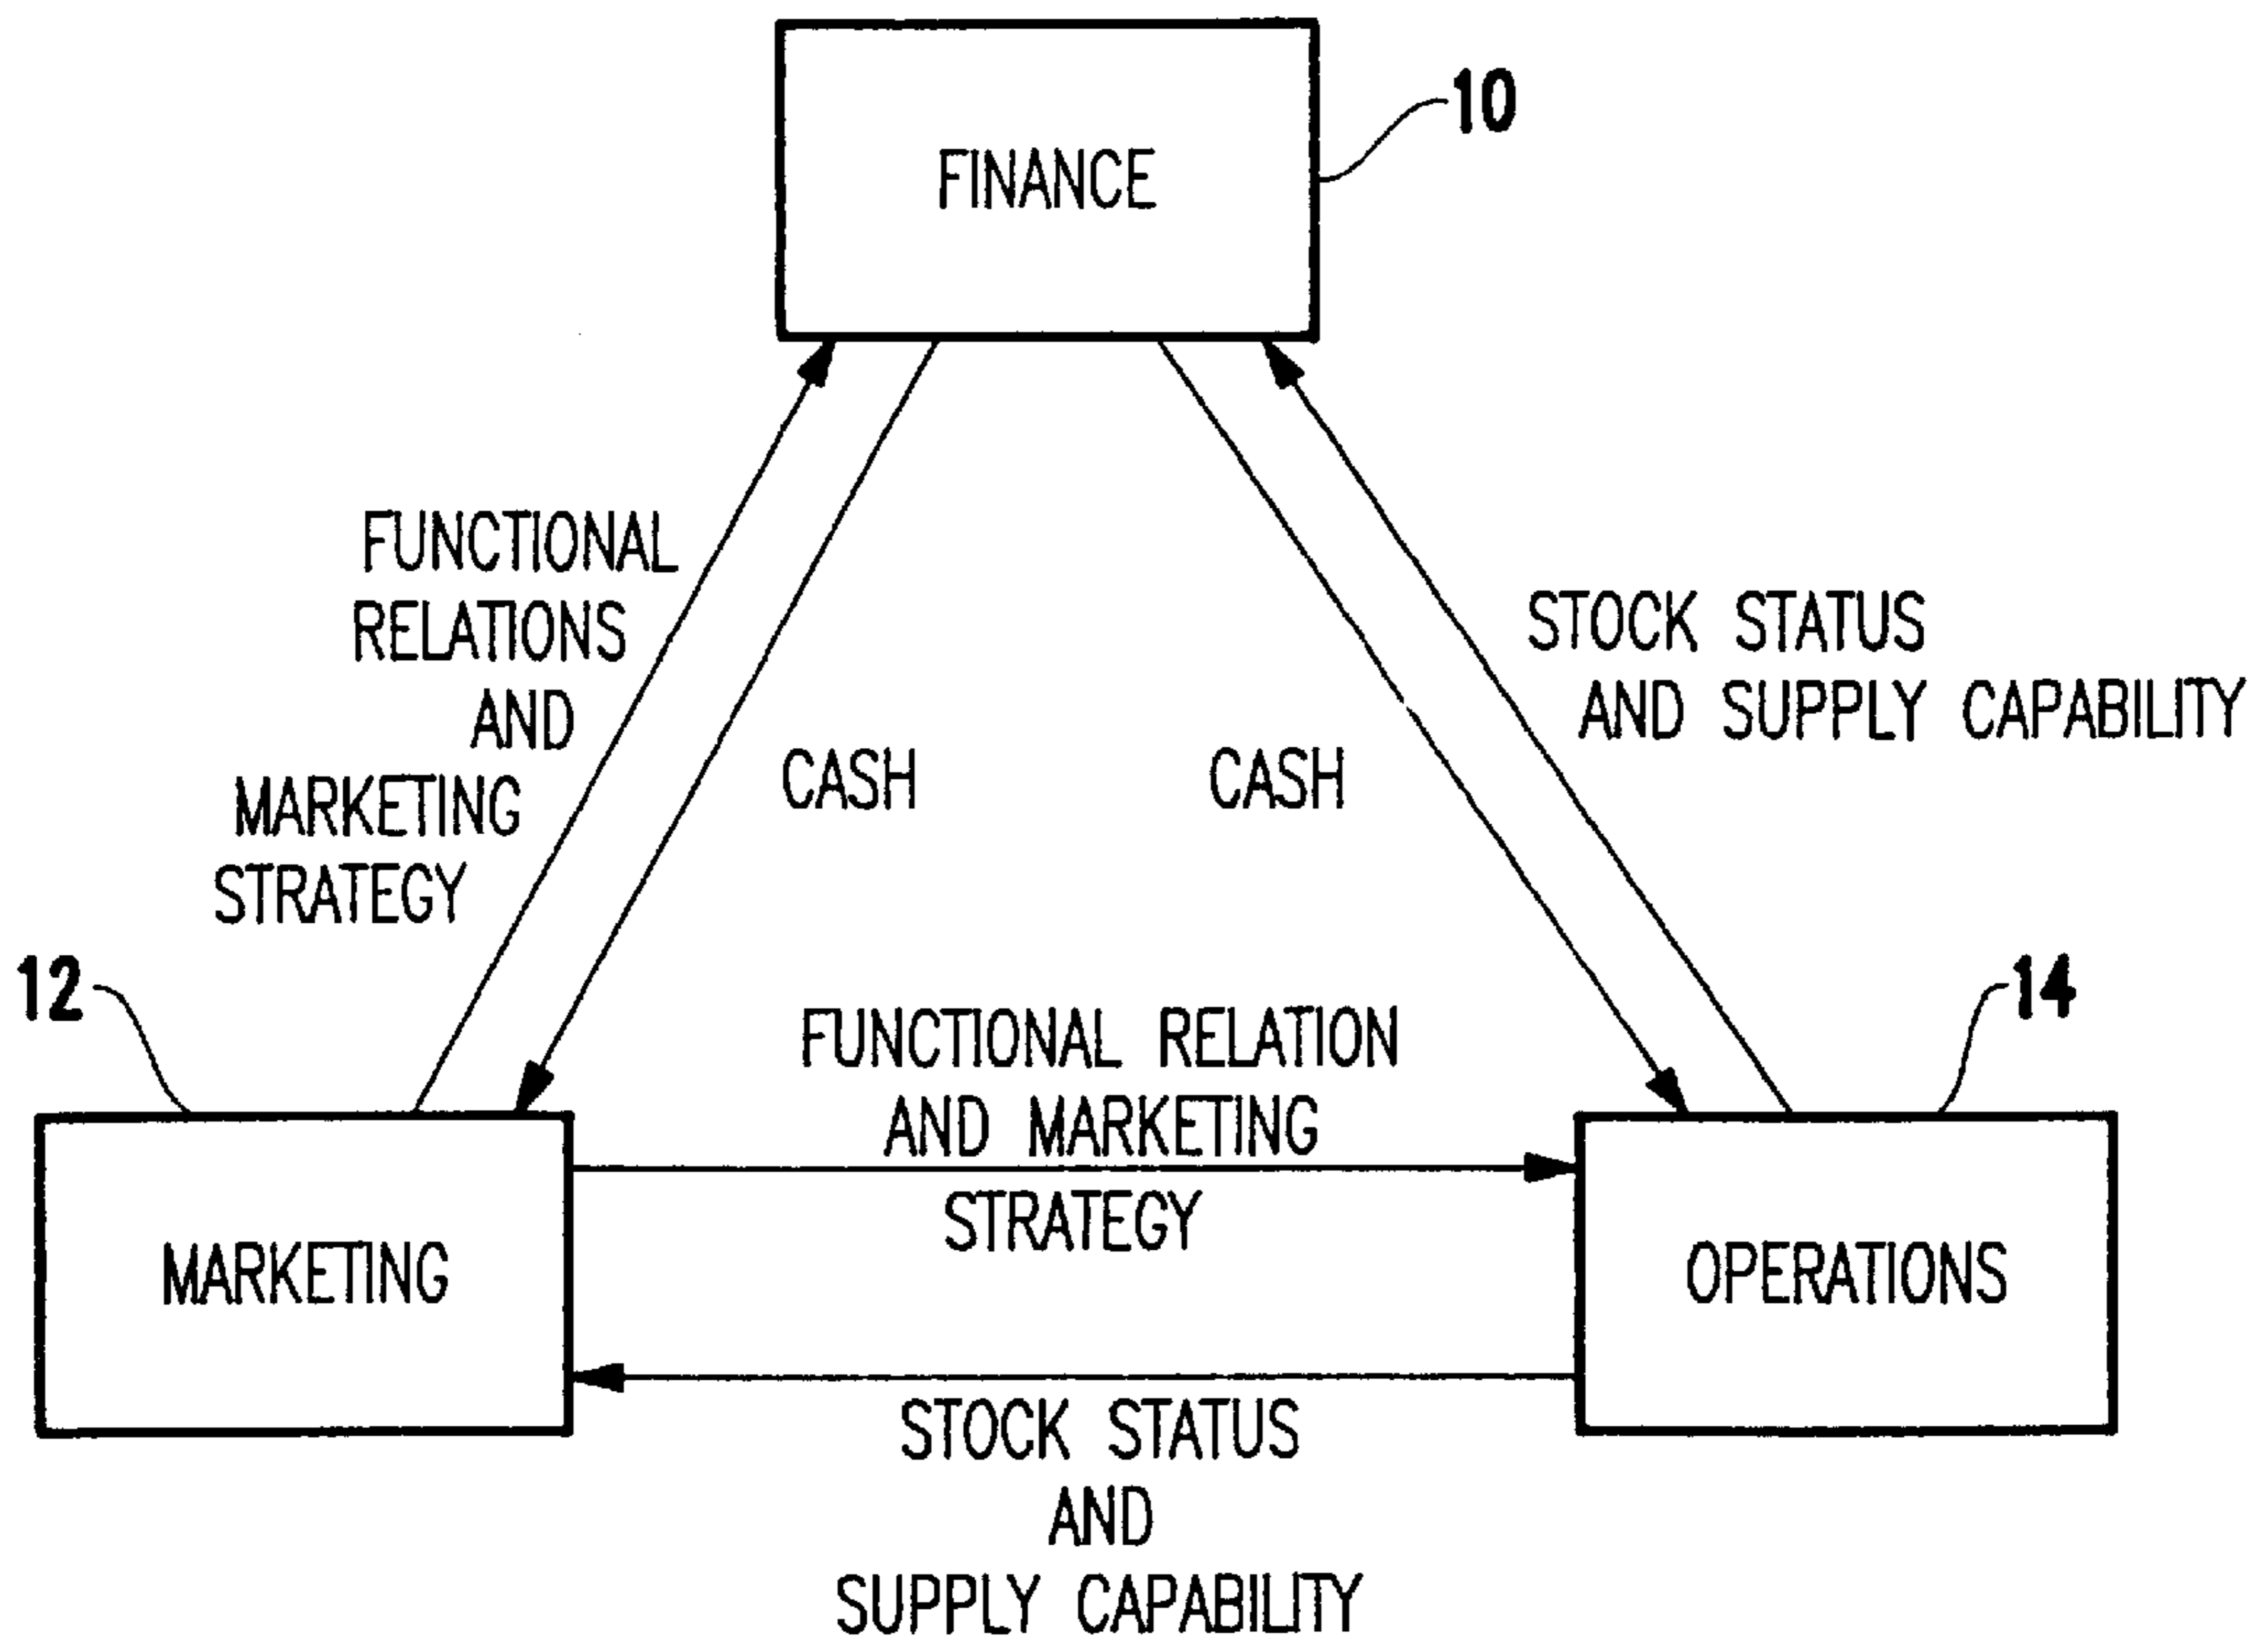 10
FINANCE
FUNCTIONAL
RELATIONS
AND
MARKETING
STRATEGY
CASH
CASH
STOCK STATUS
AND SUPPLY CAPABILITY
12
14
FUNCTIONAL RELATION
AND MARKETING
STRATEGY
MARKETING
OPERATIONS
STOCK STATUS
AND
SUPPLY CAPABILITY